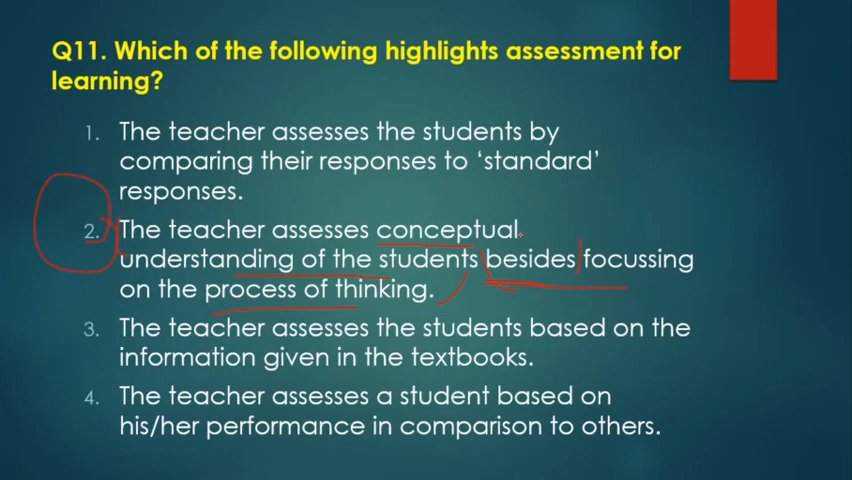 Q11. Which of the following highlights assessment for
learning?
1. The teacher assesses the students by
comparing their responses to ‘standard’
responses.
2. The teacher assesses conceptual
understanding of the students besides focussing
on the process of thinking.
3. The teacher assesses the students based on the
information given in the textbooks.
4. The teacher assesses a student based on
his/her performance in comparison to others.